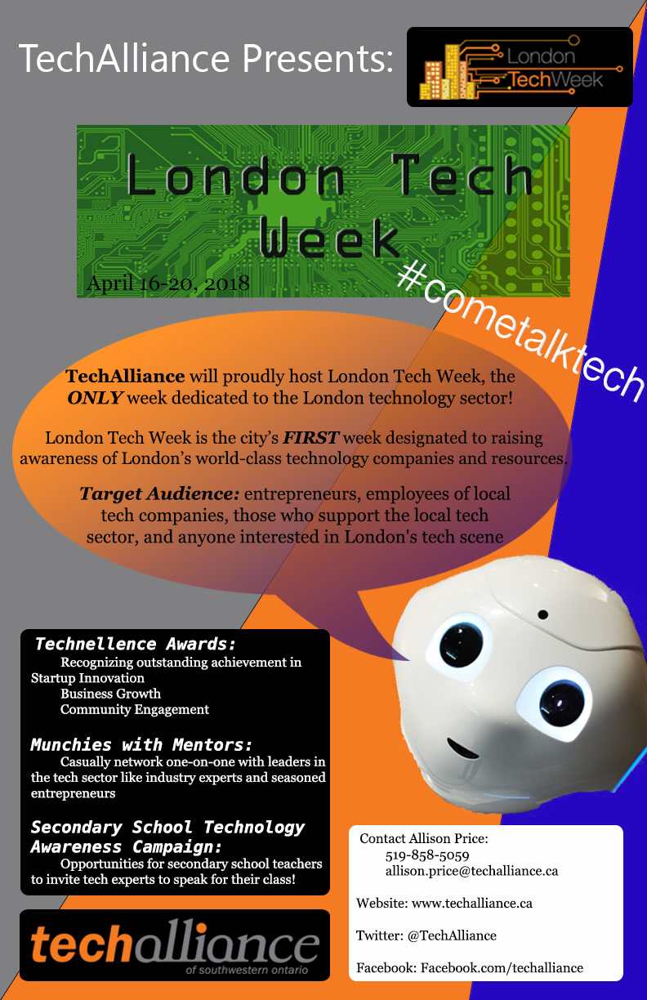 TechAlliance Presents:
London
TechWeek
London Tech
Week
April 16-20, 2018
#cometalktech
TechAlliance will proudly host London Tech Week, the
ONLY week dedicated to the London technology sector!
London Tech Week is the city’s FIRST week designated to raising
awareness of London’s world-class technology companies and resources.
Target Audience: entrepreneurs, employees of local
tech companies, those who support the local tech
sector, and anyone interested in London's tech scene
Technellence Awards:
Recognizing outstanding achievement in
Startup Innovation
Business Growth
Community Engagement
Munchies with Mentors:
Casually network one-on-one with leaders in
the tech sector like industry experts and seasoned
entrepreneurs
Secondary School Technology
Awareness Campaign:
Opportunities for secondary school teachers
to invite tech experts to speak for their class!
techalliance
of southwestern ontario
Contact Allison Price:
519-858-5059
allison.price@techalliance.ca
Website: www.techalliance.ca
Twitter: @TechAlliance
Facebook: Facebook.com/techalliance